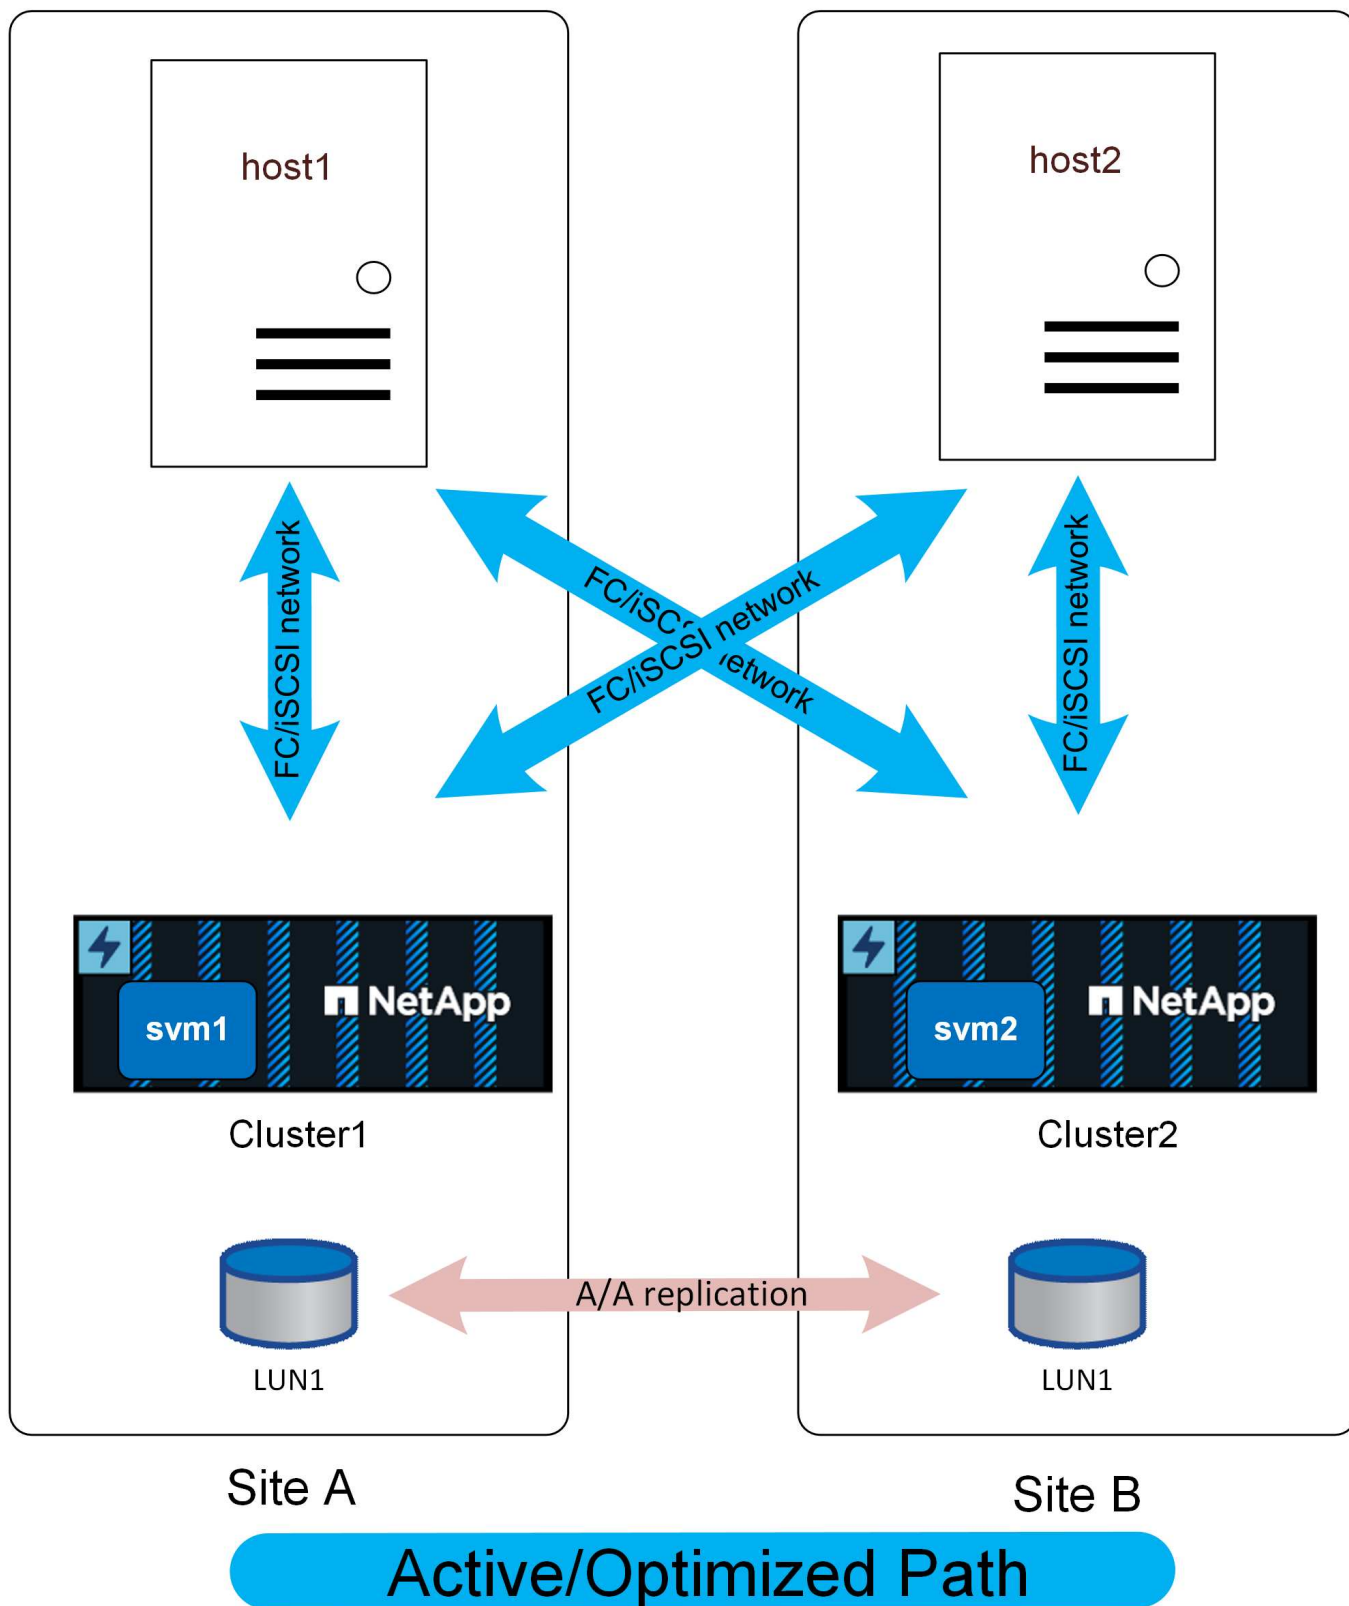 host1
host2
FC/iSCSI network
FC/iSCSI network
FC/iSCSI network
FC/iSCSI network
svm1
NetApp
svm2
NetApp
Cluster1
Cluster2
A/A replication
LUN1
LUN1
Site A
Site B
Active/Optimized Path